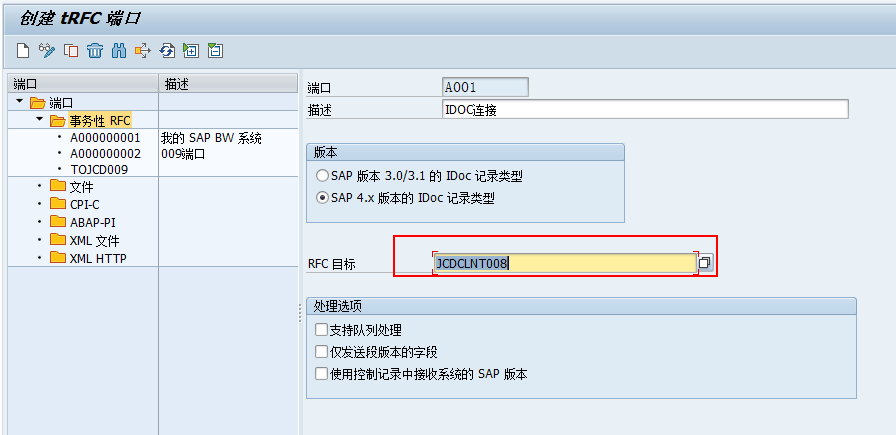 创建 tRFC 端口
端口 描述
端口
事务性 RFC
A000000001 我的 SAP BW 系统
A000000002 009端口
TOJCD009
文件
CPI-C
ABAP-PI
XML 文件
XML HTTP
端口 A001
描述 IDOC连接
版本
SAP 版本 3.0/3.1 的 IDoc 记录类型
SAP 4.x 版本的 IDoc 记录类型
RFC 目标 JCDCLNT008
处理选项
支持队列处理
仅发送段版本的字段
使用控制记录中接收系统的 SAP 版本